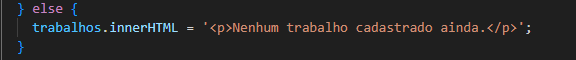 } else {
trabalhos.innerHTML = '<p>Nenhum trabalho cadastrado ainda.</p>';
}